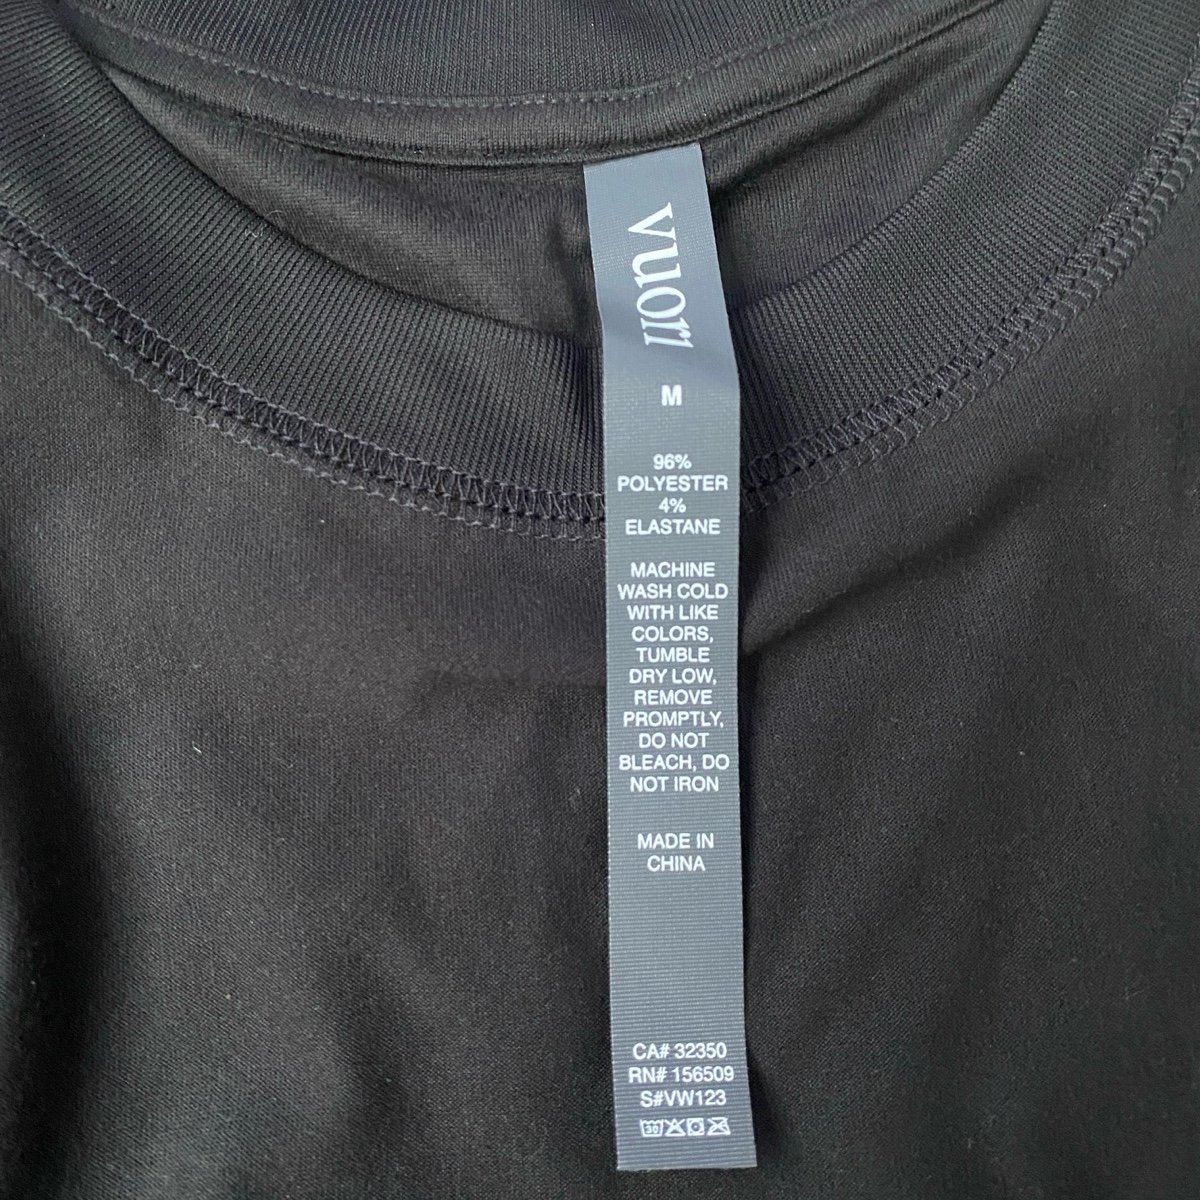 vuori
M
96%
POLYESTER
4%
ELASTANE
MACHINE
WASH COLD
WITH LIKE
COLORS,
TUMBLE
DRY LOW,
REMOVE
PROMPTLY,
DO NOT
BLEACH, DO
NOT IRON
MADE IN
CHINA
CA# 32350
RN# 156509
S#VW123
30